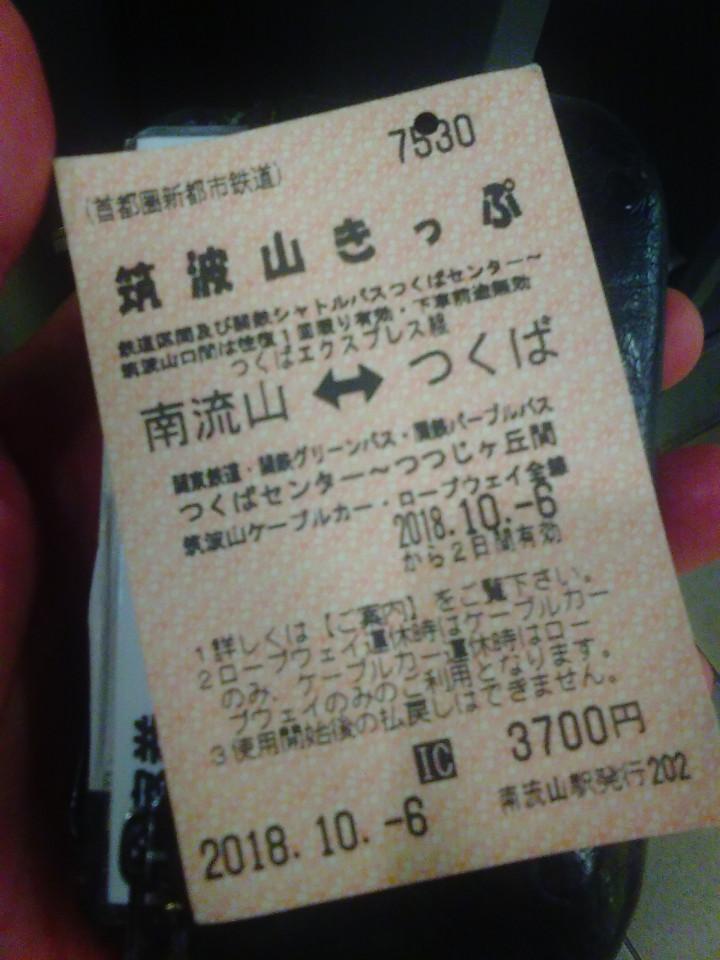 7530
(首都圏新都市鉄道)
筑波山きっぷ
鉄道区間及び関鉄シャトルバスつくばセンター～
筑波山口間は往復1回限り有効・下車前途無効
つくばエクスプレス線
南流山 ↔ つくば
関東鉄道・関鉄グリーンバス・関鉄パープルバス
つくばセンター～つつじヶ丘間
筑波山ケーブルカー・ロープウェイ全線
2018.10.-6
から2日間有効
1詳しくは【ご案内】をご覧下さい。
2ロープウェイ運休時はケーブルカー
のみ、ケーブルカー運休時はロー
プウェイのみのご利用となります。
3使用開始後の払戻しはできません。
IC 3700円
2018.10.-6 南流山駅発行202